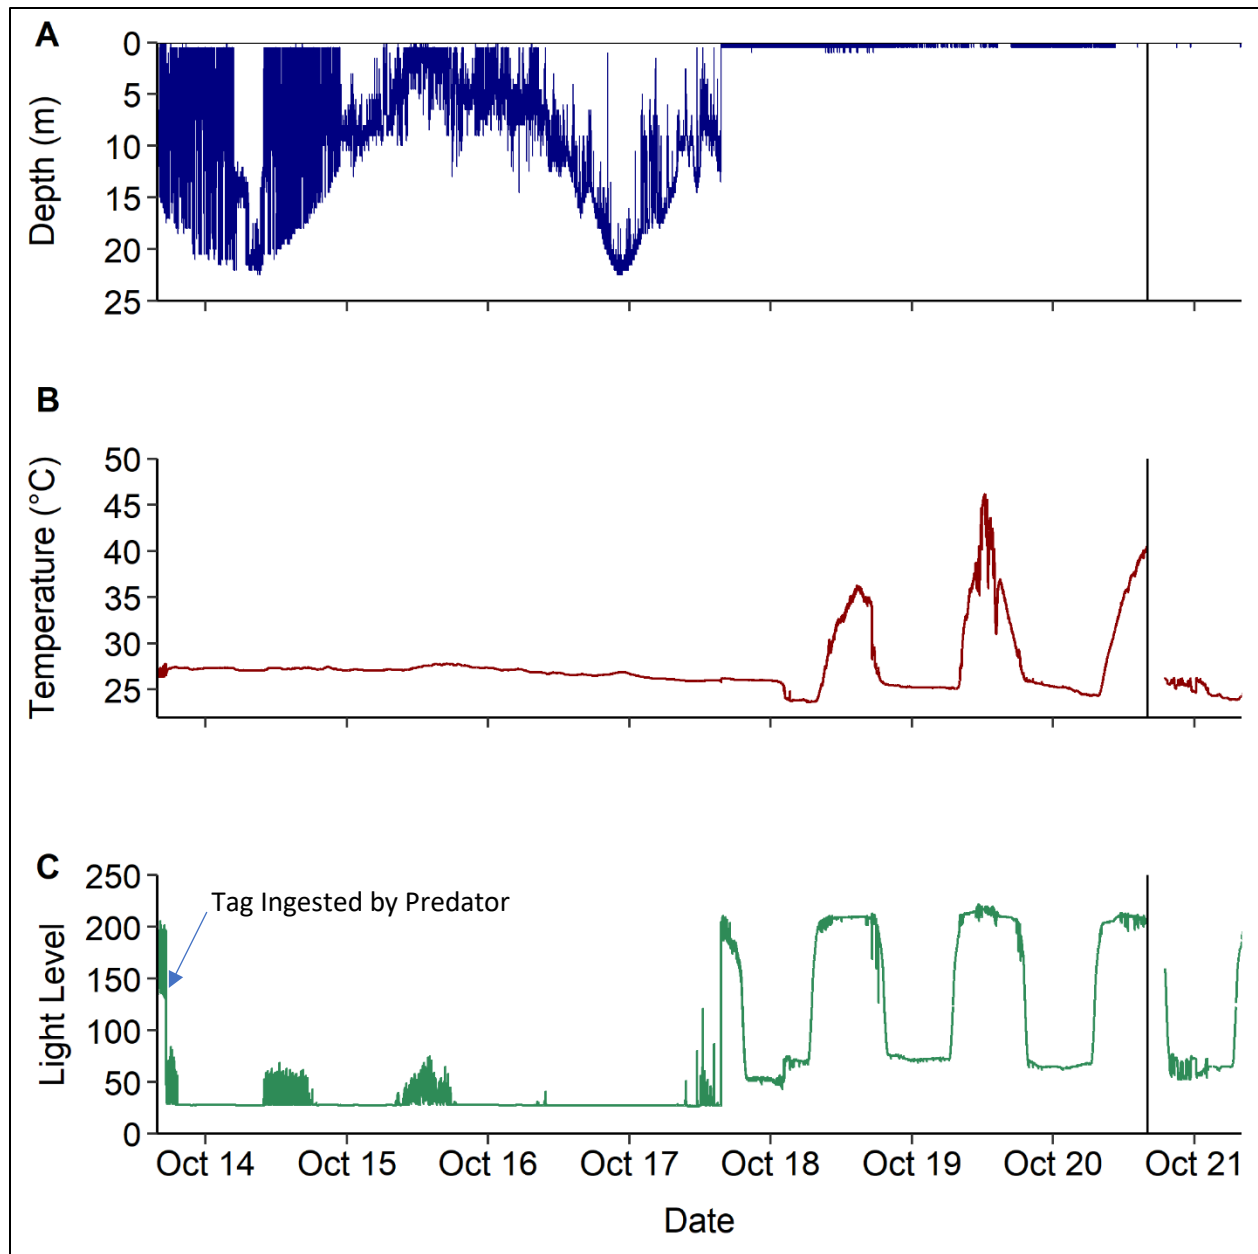 A
0
5
10
15
20
25
Depth (m)
B
50
45
40
35
30
25
Temperature (°C)
C
250
200
150
100
50
0
Light Level
Tag Ingested by Predator
Oct 14 Oct 15 Oct 16 Oct 17 Oct 18 Oct 19 Oct 20 Oct 21
Date